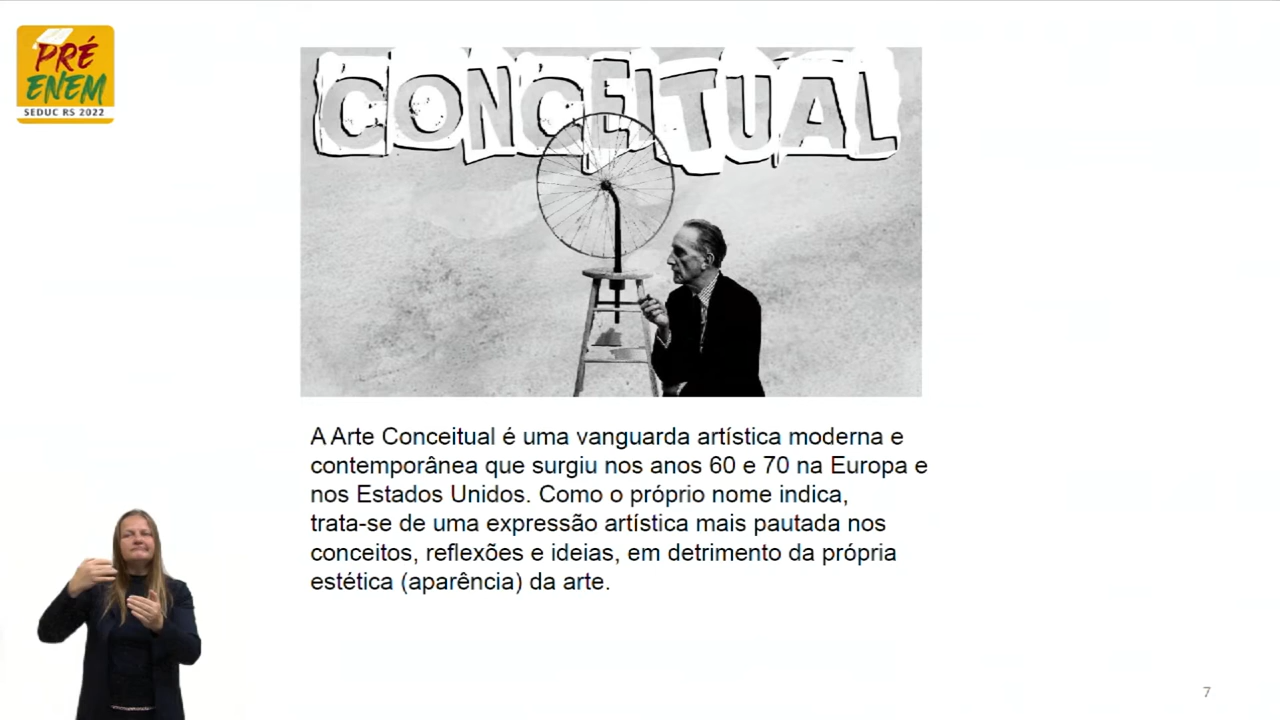 PRÉ
ENEM
SEDUC RS 2022
CONCEITUAL
A Arte Conceitual é uma vanguarda artística moderna e
contemporânea que surgiu nos anos 60 e 70 na Europa e
nos Estados Unidos. Como o próprio nome indica,
trata-se de uma expressão artística mais pautada nos
conceitos, reflexões e ideias, em detrimento da própria
estética (aparência) da arte.
7